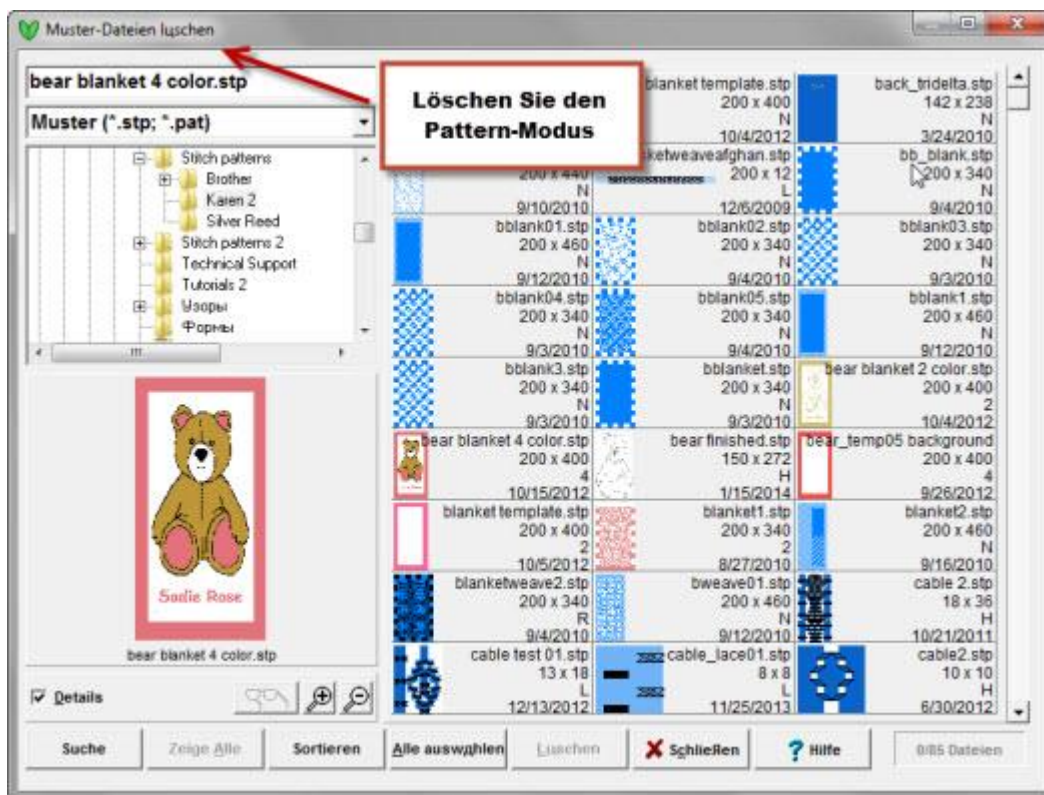 Muster-Dateien lцschen
bear blanket 4 color.stp
Muster (*.stp; *.pat)
Löschen Sie den
Pattern-Modus
Stitch patterns
Brother
Karen 2
Silver Reed
Stitch patterns 2
Technical Support
Tutorials 2
Узоры
Формы
Sadie Rose
bear blanket 4 color.stp
Details
blanket template.stp
200 x 400
10/4/2012
back_tridelta.stp
142 x 238
N
3/24/2010
200 x 440
N
9/10/2010
ketweaveafghan.stp
200 x 12
L
12/6/2009
bb_blank.stp
200 x 340
N
9/4/2010
bblank01.stp
200 x 460
N
9/12/2010
bblank02.stp
200 x 340
N
9/4/2010
bblank03.stp
200 x 340
N
9/3/2010
bblank04.stp
200 x 340
N
9/3/2010
bblank05.stp
200 x 340
N
9/4/2010
bblank1.stp
200 x 460
N
9/12/2010
bblank3.stp
200 x 340
N
9/3/2010
bblanket.stp
200 x 340
N
9/3/2010
bear blanket 2 color.stp
200 x 400
2
10/4/2012
bear blanket 4 color.stp
200 x 400
4
10/15/2012
bear finished.stp
150 x 272
H
1/15/2014
bear_temp05 background
200 x 400
4
9/26/2012
blanket template.stp
200 x 400
2
10/5/2012
blanket1.stp
200 x 340
2
8/27/2010
blanket2.stp
200 x 460
N
9/16/2010
blanketweave2.stp
200 x 340
R
9/4/2010
bweave01.stp
200 x 460
N
9/12/2010
cable 2.stp
18 x 36
H
10/21/2011
cable test 01.stp
13 x 18
L
12/13/2012
cable_lace01.stp
8 x 8
L
11/25/2013
cable2.stp
10 x 10
H
6/30/2012
Suche
Zeige Alle
Sortieren
Alle auswдhlen
Lцschen
SchlieЯen
Hilfe
0/85 Dateien